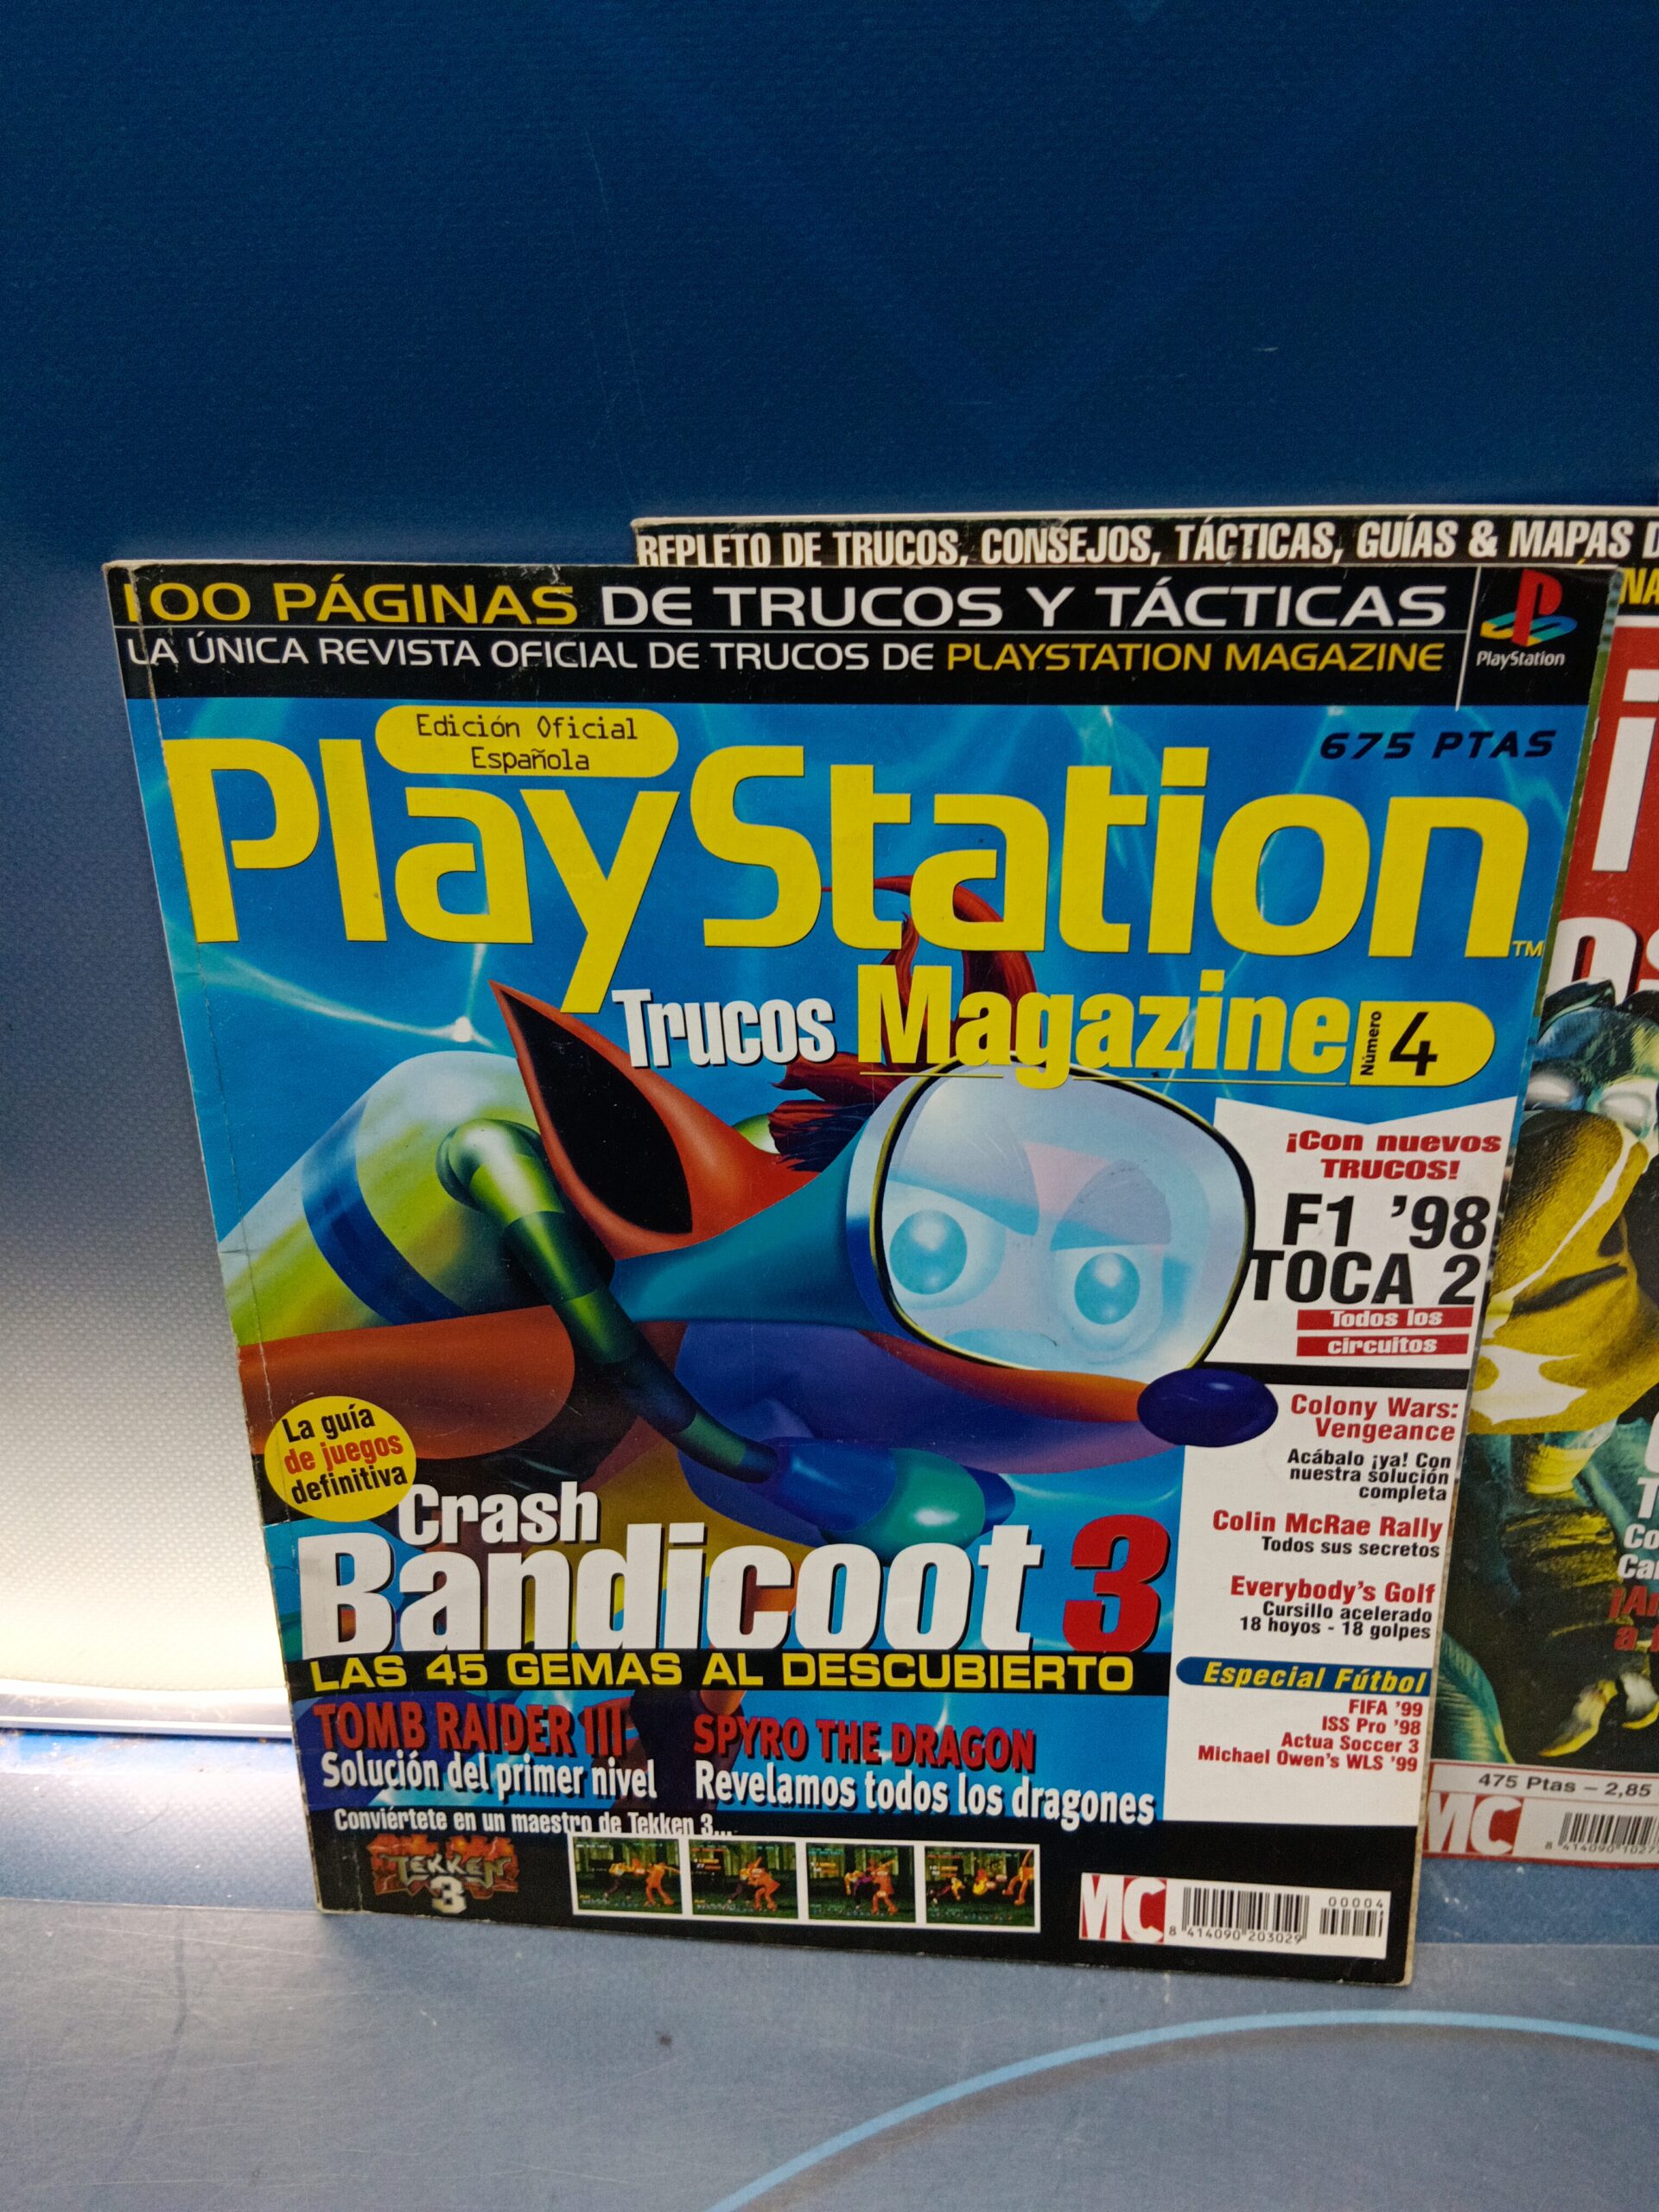 REPLETO DE TRUCOS, CONSEJOS, TÁCTICAS, GUÍAS & MAPAS
100 PÁGINAS DE TRUCOS Y TÁCTICAS
LA ÚNICA REVISTA OFICIAL DE TRUCOS DE PLAYSTATION MAGAZINE
PlayStation
Edición Oficial
Española
675 PTAS
PlayStation™
Trucos Magazine
Número 4
¡Con nuevos
TRUCOS!
F1 '98
TOCA 2
Todos los
circuitos
Colony Wars:
Vengeance
Acábalo ¡ya! Con
nuestra solución
completa
Colin McRae Rally
Todos sus secretos
Everybody's Golf
Cursillo acelerado
18 hoyos - 18 golpes
Especial Fútbol
FIFA '99
ISS Pro '98
Actua Soccer 3
Michael Owen's WLS '99
La guía
de juegos
definitiva
Crash
Bandicoot 3
LAS 45 GEMAS AL DESCUBIERTO
TOMB RAIDER III
Solución del primer nivel
SPYRO THE DRAGON
Revelamos todos los dragones
Conviértete en un maestro de Tekken 3...
TEKKEN
3
MC
00004
8 414090 203029
475 Ptas – 2,85
MC